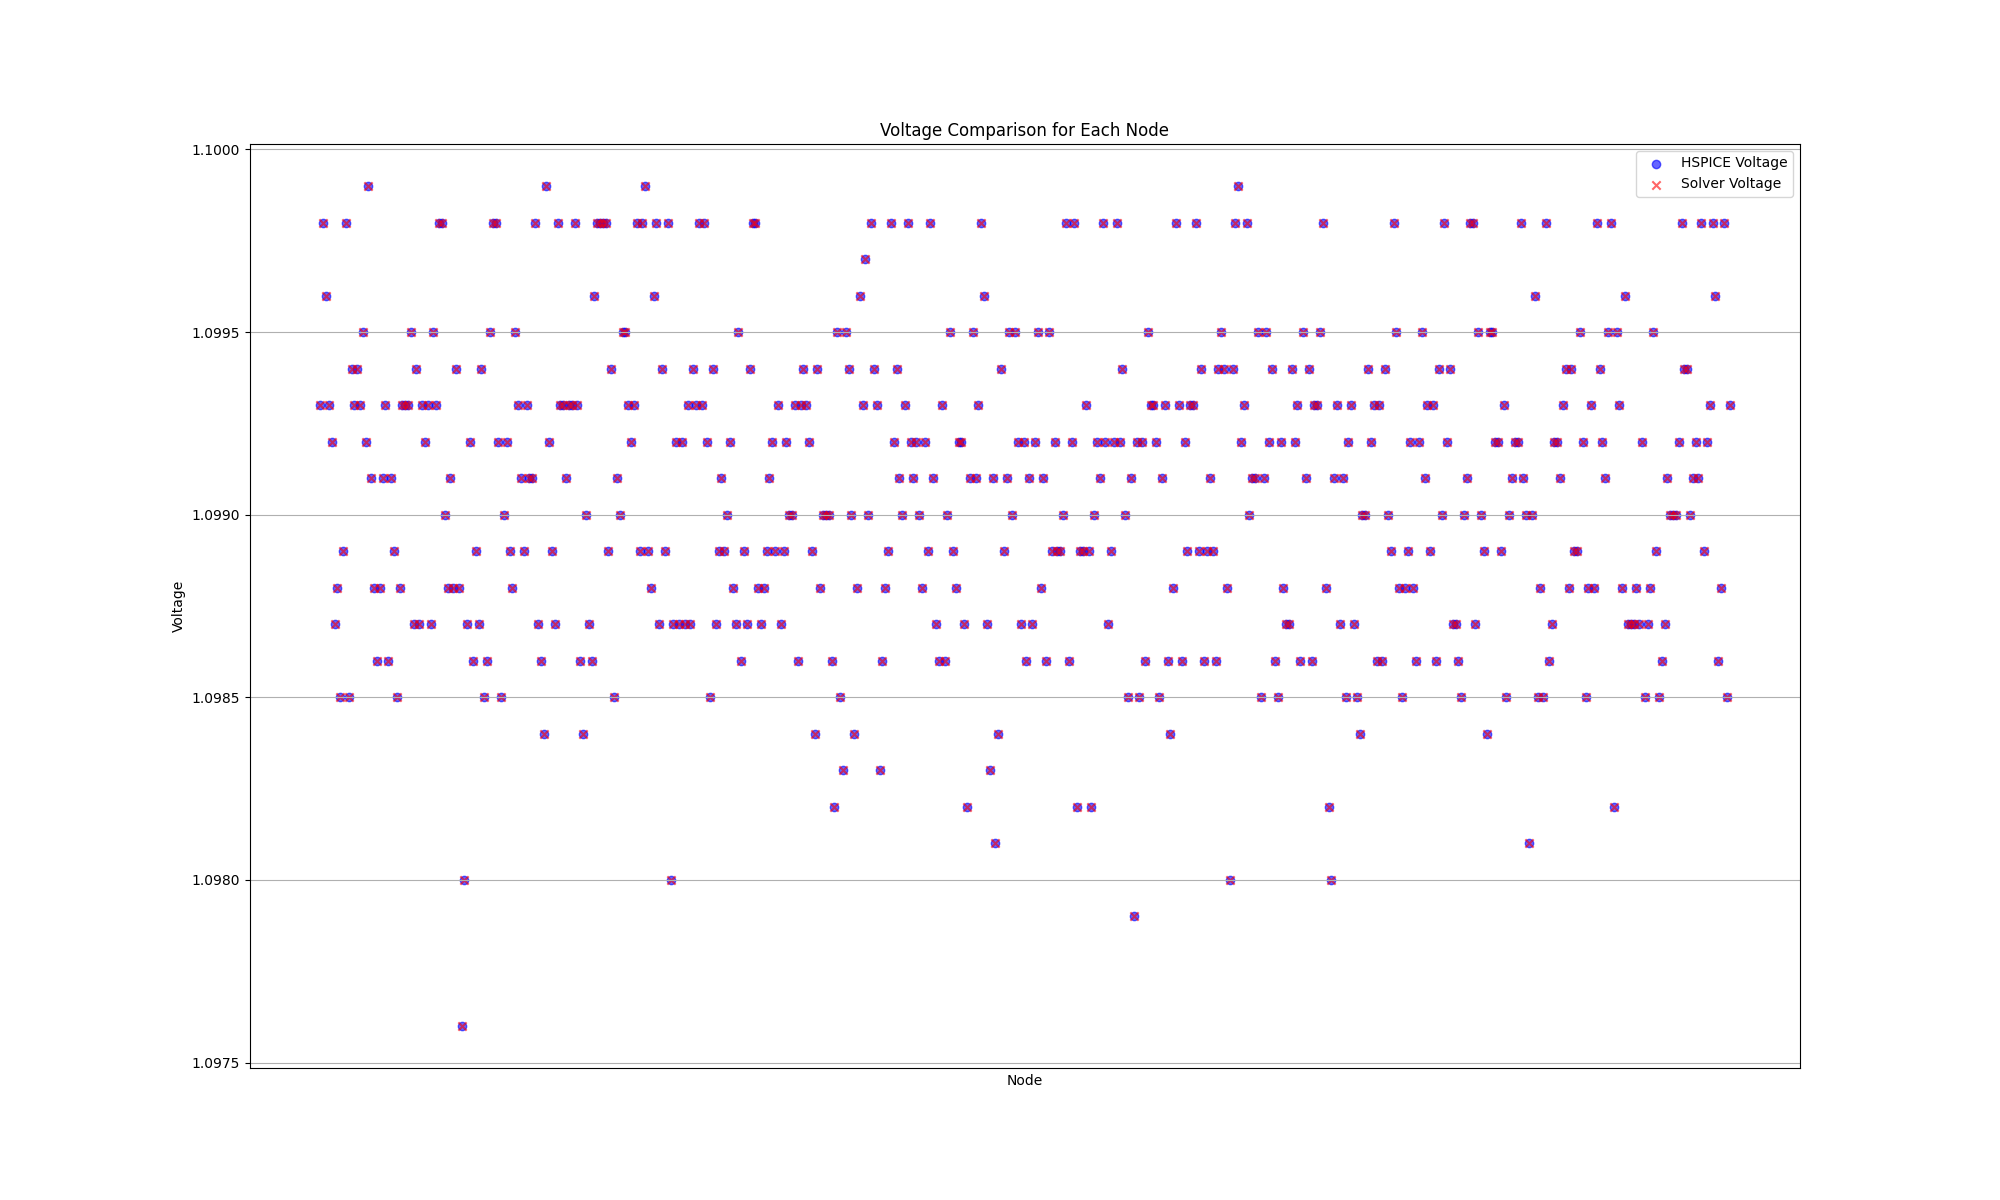 Voltage Comparison for Each Node
1.1000
1.0995
1.0990
1.0985
1.0980
1.0975
Voltage
Node
HSPICE Voltage
Solver Voltage